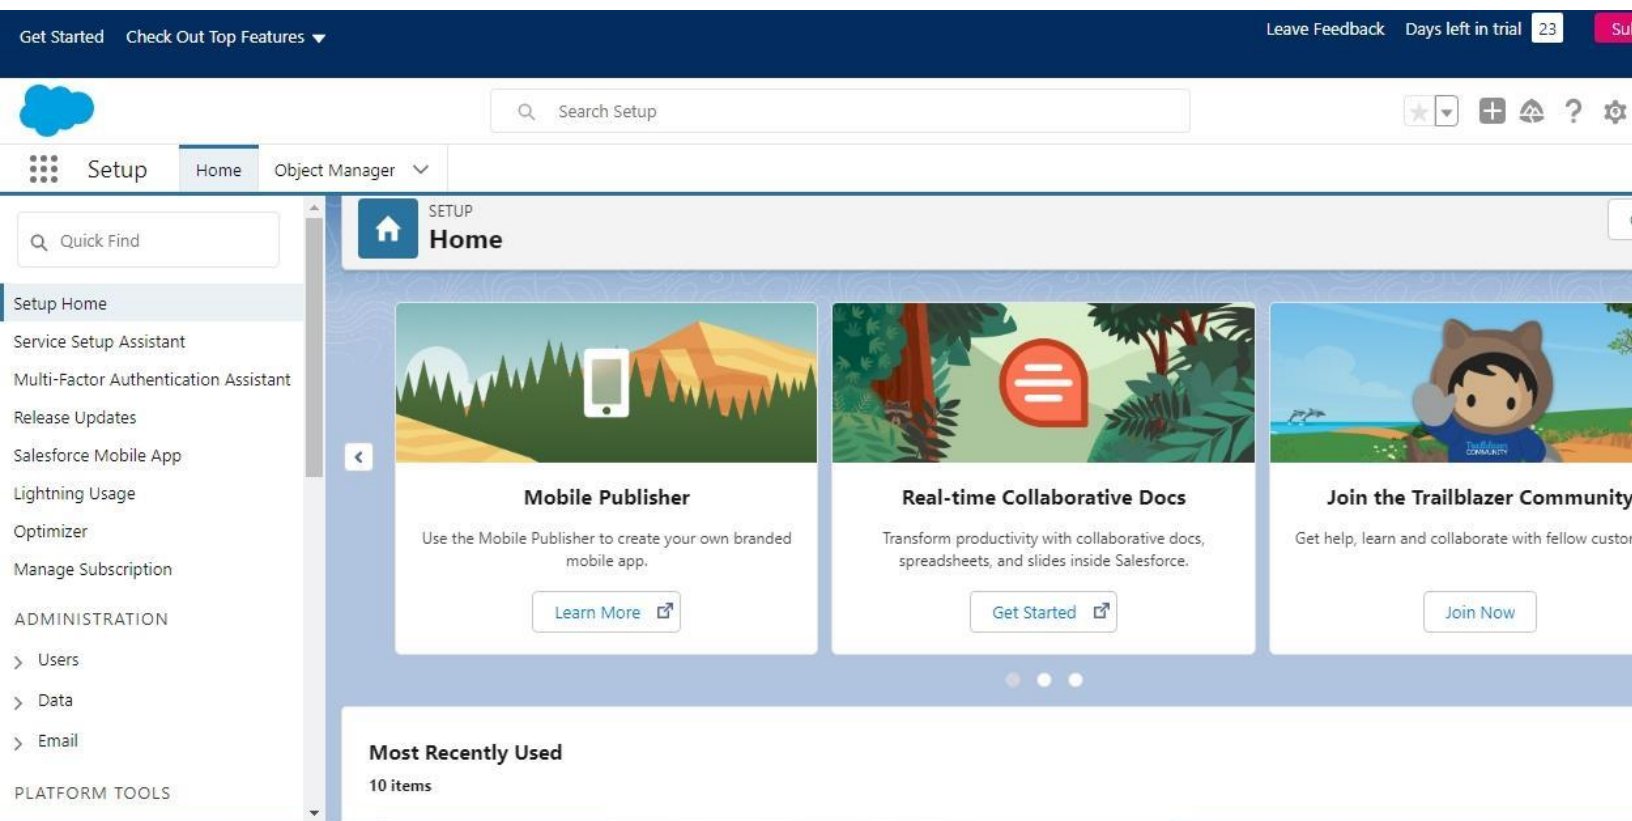 Get Started Check Out Top Features
Leave Feedback Days left in trial 23
Search Setup
Setup Home Object Manager
Quick Find
Setup Home
Service Setup Assistant
Multi-Factor Authentication Assistant
Release Updates
Salesforce Mobile App
Lightning Usage
Optimizer
Manage Subscription
ADMINISTRATION
Users
Data
Email
PLATFORM TOOLS
SETUP
Home
Mobile Publisher
Use the Mobile Publisher to create your own branded
mobile app.
Learn More
Real-time Collaborative Docs
Transform productivity with collaborative docs,
spreadsheets, and slides inside Salesforce.
Get Started
Trailblazer
COMMUNITY
Join the Trailblazer Community
Get help, learn and collaborate with fellow
Join Now
Most Recently Used
10 items